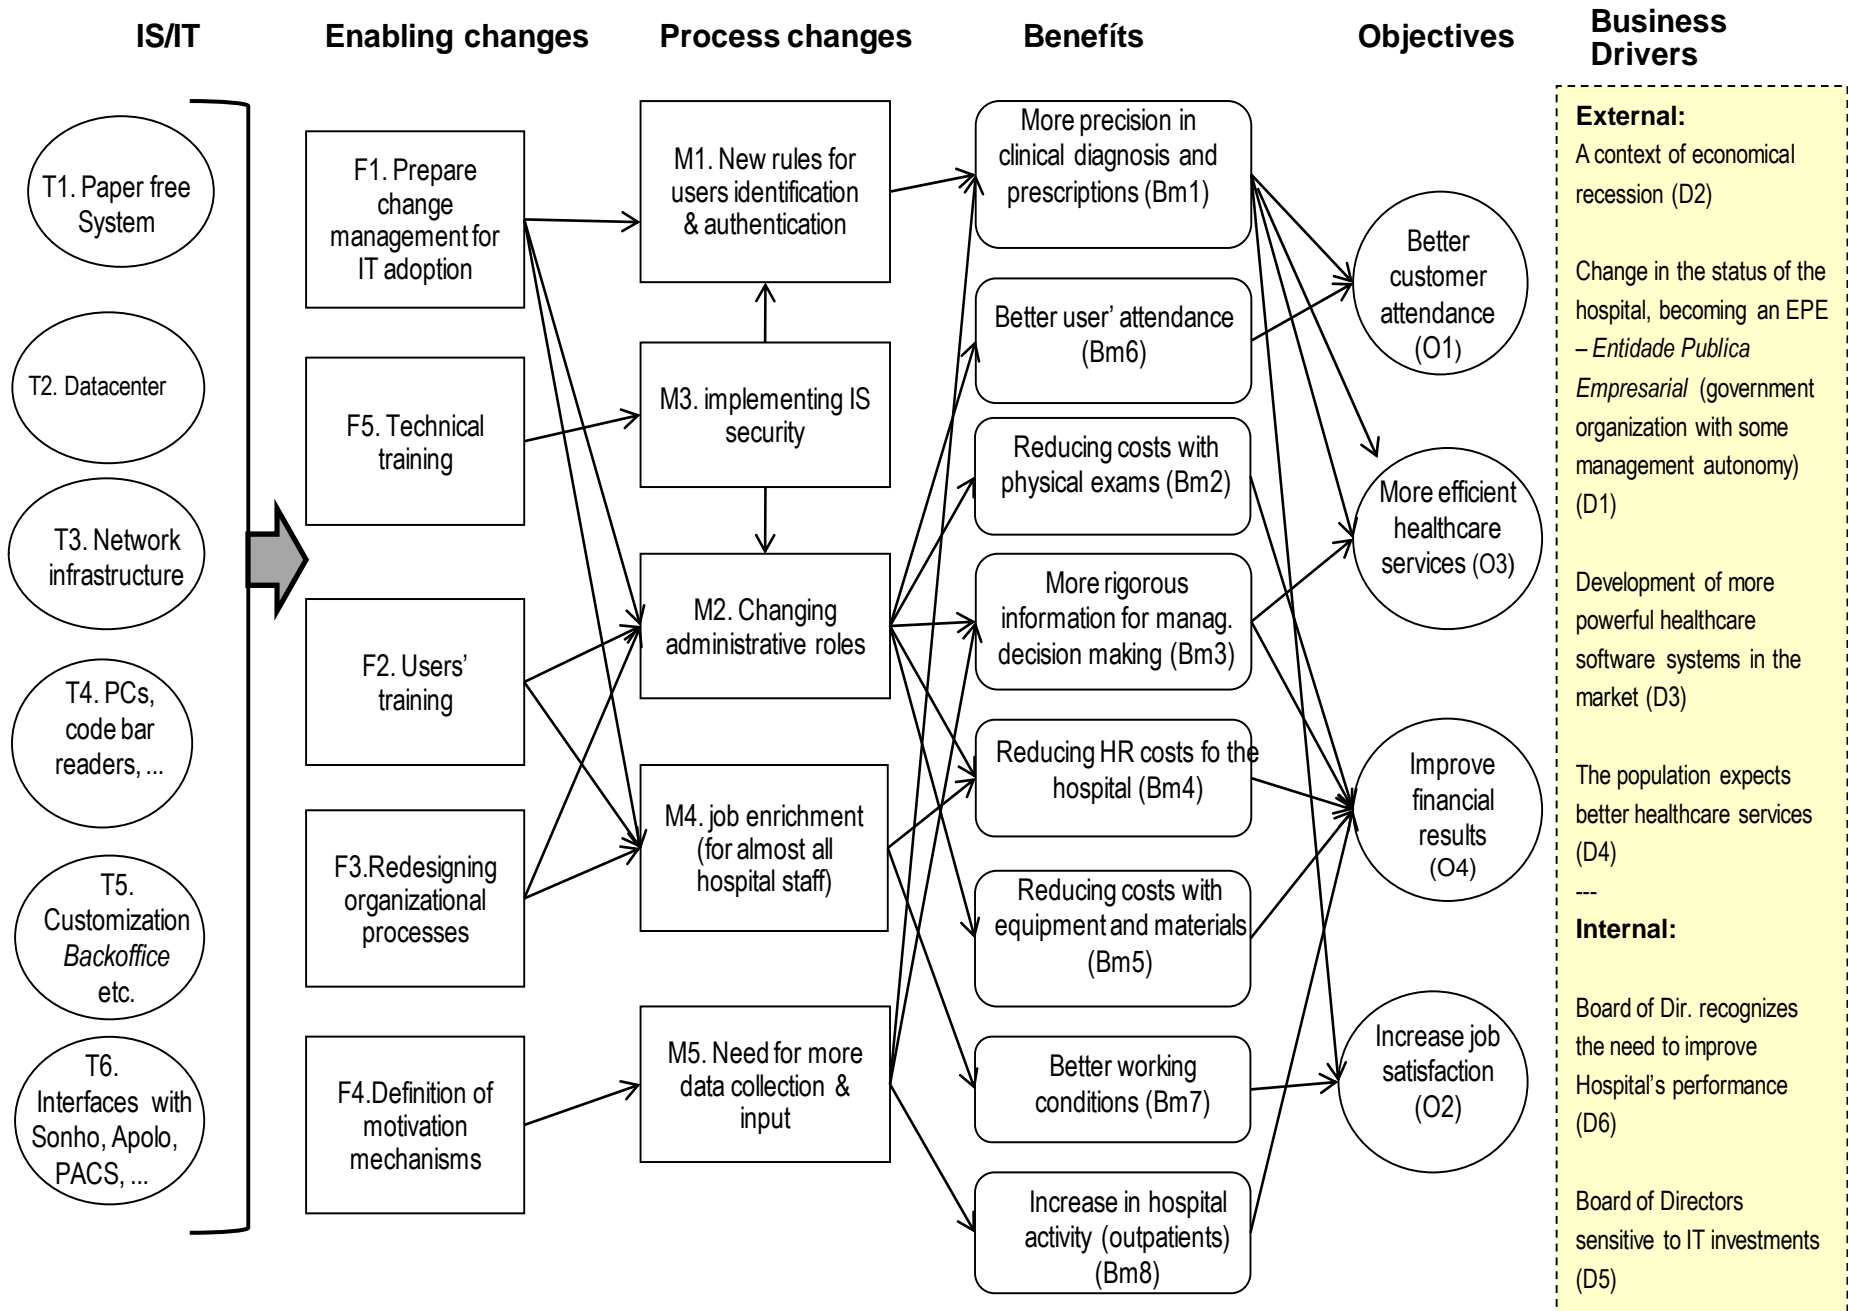 IS/IT
Enabling changes
Process changes
Benefíts
Objectives
Business
Drivers
T1. Paper free
System
T2. Datacenter
T3. Network
infrastructure
T4. PCs,
code bar
readers, ...
T5.
Customization
Backoffice
etc.
T6.
Interfaces with
Sonho, Apolo,
PACS, ...
F1. Prepare
change
management for
IT adoption
F5. Technical
training
F2. Users’
training
F3.Redesigning
organizational
processes
F4.Definition of
motivation
mechanisms
M1. New rules for
users identification
& authentication
M3. implementing IS
security
M2. Changing
administrative roles
M4. job enrichment
(for almost all
hospital staff)
M5. Need for more
data collection &
input
More precision in
clinical diagnosis and
prescriptions (Bm1)
Better user’ attendance
(Bm6)
Reducing costs with
physical exams (Bm2)
More rigorous
information for manag.
decision making (Bm3)
Reducing HR costs fo the
hospital (Bm4)
Reducing costs with
equipment and materials
(Bm5)
Better working
conditions (Bm7)
Increase in hospital
activity (outpatients)
(Bm8)
Better
customer
attendance
(O1)
More efficient
healthcare
services (O3)
Improve
financial
results
(O4)
Increase job
satisfaction
(O2)
External:
A context of economical
recession (D2)
Change in the status of the
hospital, becoming an EPE
– Entidade Publica
Empresarial (government
organization with some
management autonomy)
(D1)
Development of more
powerful healthcare
software systems in the
market (D3)
The population expects
better healthcare services
(D4)
---
Internal:
Board of Dir. recognizes
the need to improve
Hospital’s performance
(D6)
Board of Directors
sensitive to IT investments
(D5)